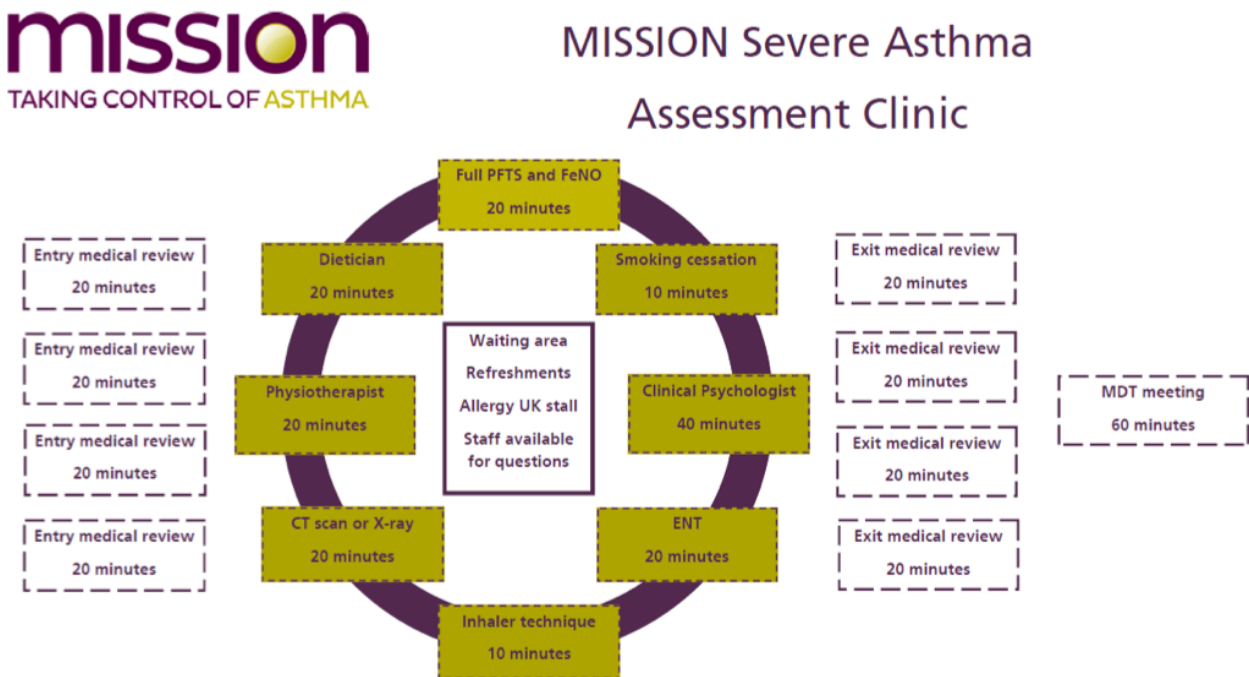 mission
TAKING CONTROL OF ASTHMA
MISSION Severe Asthma
Assessment Clinic
Full PFTS and FeNO
20 minutes
Entry medical review
20 minutes
Dietician
20 minutes
Smoking cessation
10 minutes
Exit medical review
20 minutes
Entry medical review
20 minutes
Waiting area
Refreshments
Allergy UK stall
Staff available
for questions
Exit medical review
20 minutes
Physiotherapist
20 minutes
Clinical Psychologist
40 minutes
MDT meeting
60 minutes
Entry medical review
20 minutes
Exit medical review
20 minutes
Entry medical review
20 minutes
CT scan or X-ray
20 minutes
ENT
20 minutes
Exit medical review
20 minutes
Inhaler technique
10 minutes